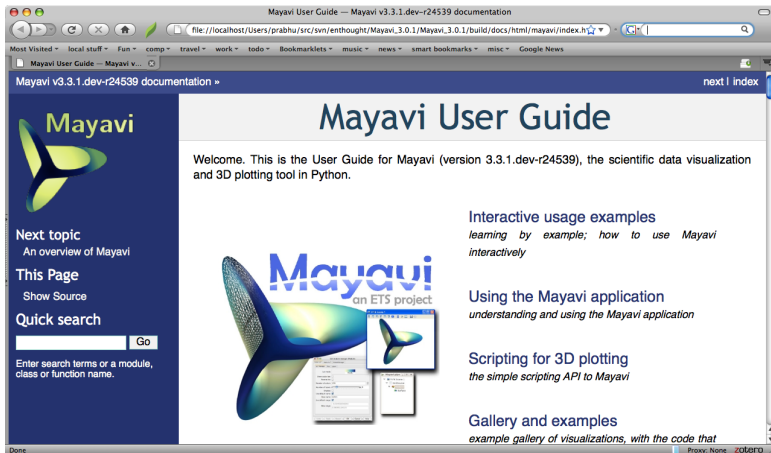 Mayavi User Guide — Mayavi v3.3.1.dev-r24539 documentation
file:///localhost/Users/prabhu/src/svn/enthought/Mayavi_3.0.1/Mayavi_3.0.1/build/docs/html/mayavi/index.h
Most Visited local stuff Fun comp travel work todo Bookmarklets music news smart bookmarks misc Google News
Mayavi User Guide — Mayavi v...
Mayavi v3.3.1.dev-r24539 documentation »
next | index
Mayavi
Next topic
An overview of Mayavi
This Page
Show Source
Quick search
Go
Enter search terms or a module,
class or function name.
Mayavi User Guide
Welcome. This is the User Guide for Mayavi (version 3.3.1.dev-r24539), the scientific data visualization
and 3D plotting tool in Python.
Mayavi
an ETS project
Interactive usage examples
learning by example; how to use Mayavi
interactively
Using the Mayavi application
understanding and using the Mayavi application
Scripting for 3D plotting
the simple scripting API to Mayavi
Gallery and examples
example gallery of visualizations, with the code that
Done
Proxy: None zotero